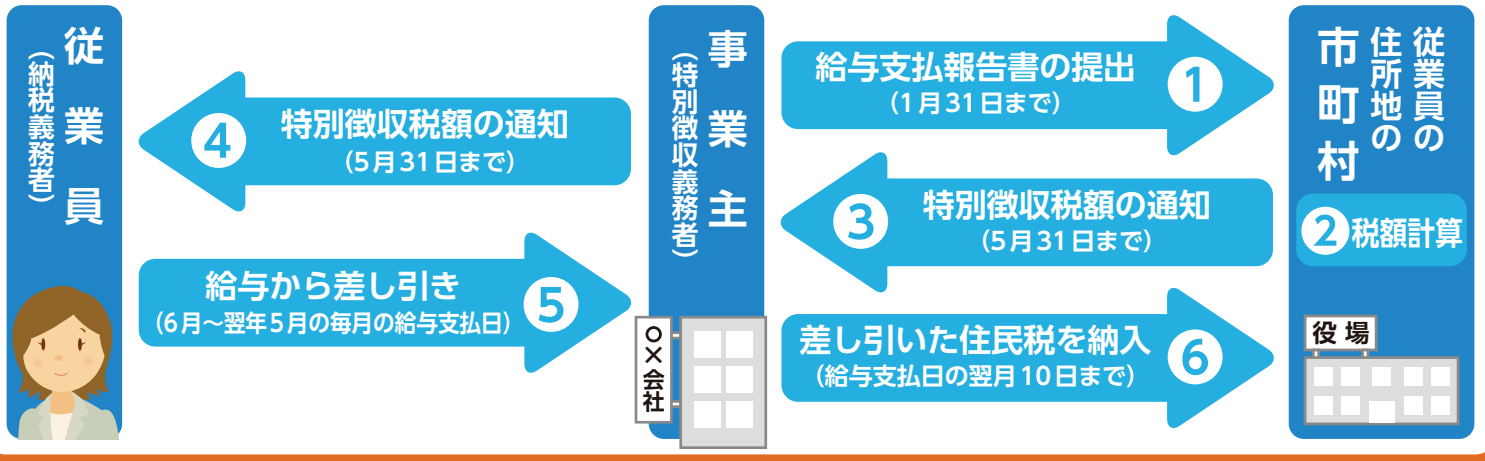 従業員
（納税義務者）
④
特別徴収税額の通知
（5月31日まで）
給与から差し引き
（6月～翌年5月の毎月の給与支払日）
⑤
事業主
（特別徴収義務者）
○×会社
給与支払報告書の提出
（1月31日まで）
①
③
特別徴収税額の通知
（5月31日まで）
差し引いた住民税を納入
（給与支払日の翌月10日まで）
⑥
従業員の
住所地の
市町村
②税額計算
役場